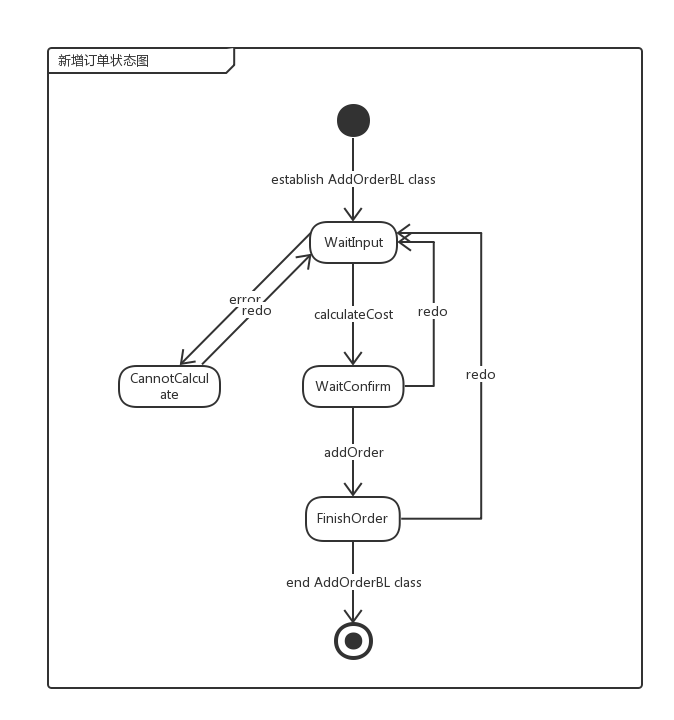 新增订单状态图
establish AddOrderBL class
WaitInput
error
redo
calculateCost
redo
redo
CannotCalcul
ate
WaitConfirm
addOrder
FinishOrder
end AddOrderBL class